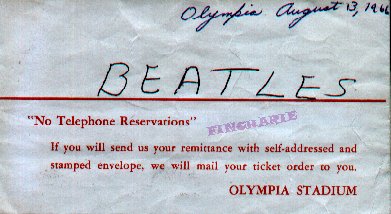 Olympia August 13, 1966
BEATLES
"No Telephone Reservations"
FINCHARIE
If you will send us your remittance with self-addressed and
stamped envelope, we will mail your ticket order to you.
OLYMPIA STADIUM